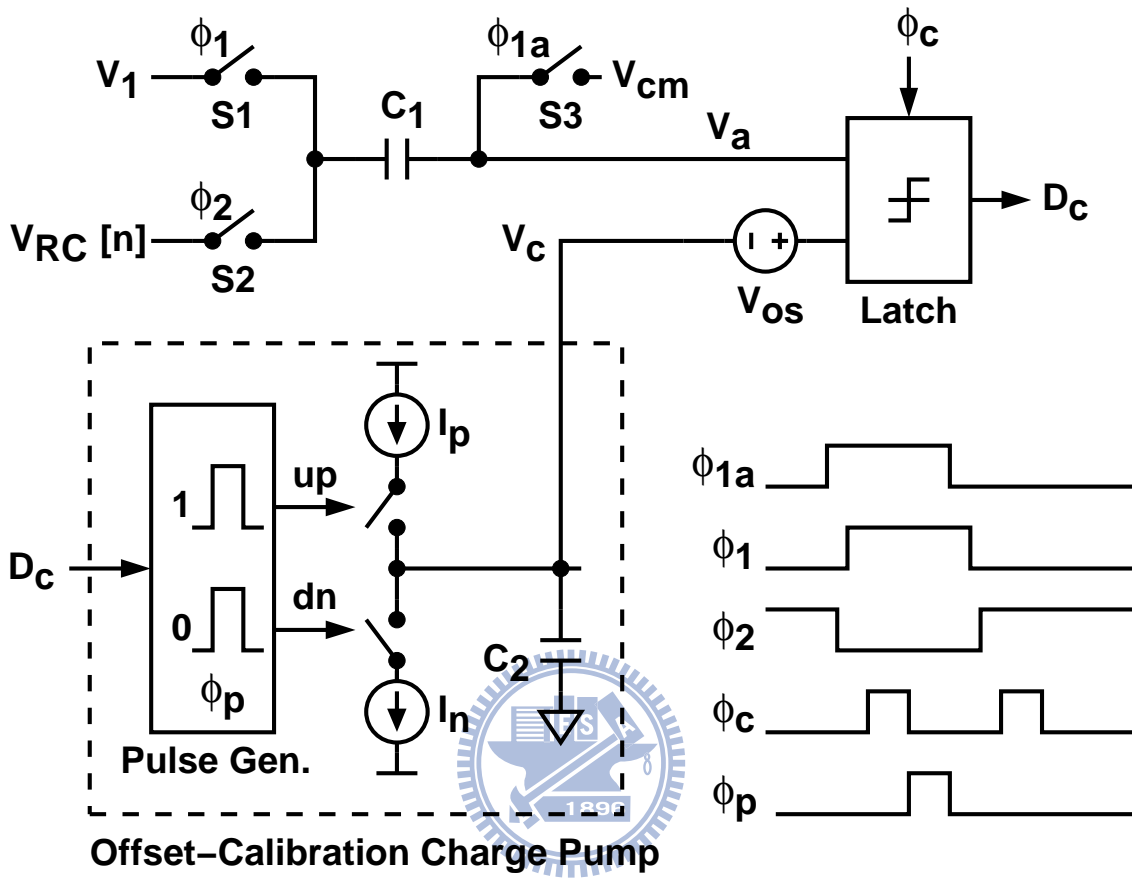 ϕ1
V1
S1
C1
ϕ1a
Vcm
S3
ϕc
Va
Dc
ϕ2
VRC [n]
S2
Vc
Vos
Latch
Ip
1
up
Dc
0
dn
ϕp
In
C2
Pulse Gen.
Offset−Calibration Charge Pump
ϕ1a
ϕ1
ϕ2
ϕc
ϕp
1896